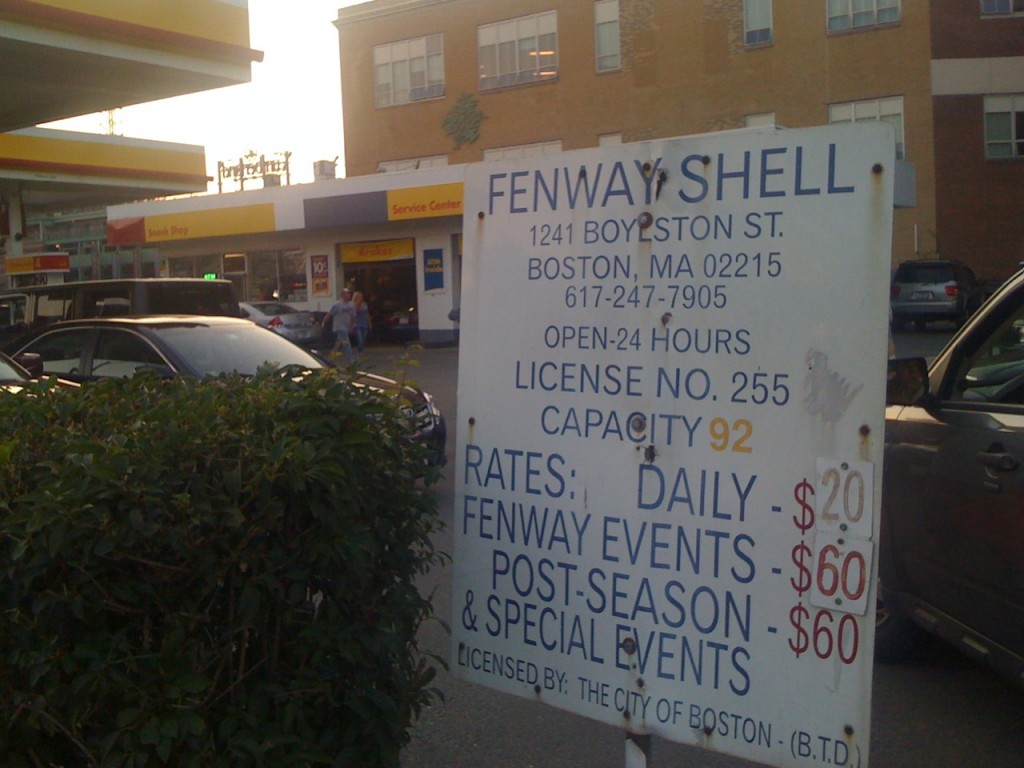 Snack Shop
Service Center
Brakes
10
FENWAY SHELL
1241 BOYLSTON ST.
BOSTON, MA 02215
617-247-7905
OPEN-24 HOURS
LICENSE NO. 255
CAPACITY 92
RATES: DAILY - $20
FENWAY EVENTS - $60
POST-SEASON
& SPECIAL EVENTS - $60
LICENSED BY: THE CITY OF BOSTON - (B.T.D.)